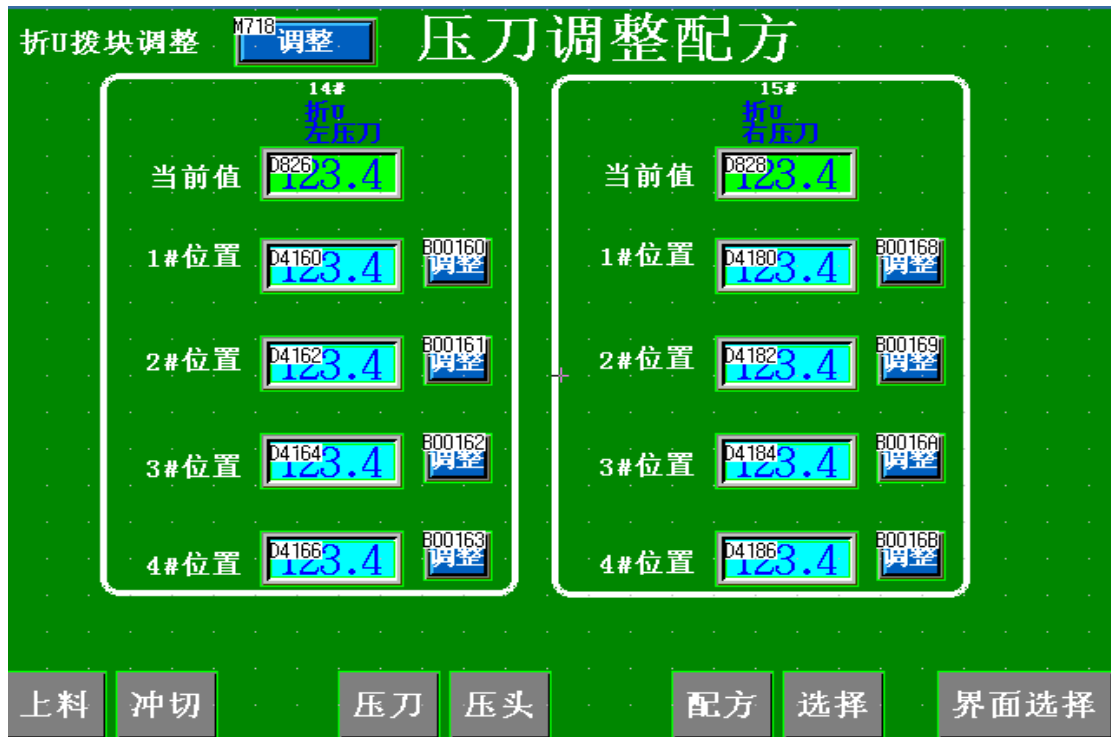 折U拨块调整 M718 调整 压刀调整配方
14# 15#
折U 折U
左压刀 右压刀
当前值 D826 123.4 当前值 D828 123.4
1#位置 D4160 123.4 B00160 调整 1#位置 D4180 123.4 B00168 调整
2#位置 D4162 123.4 B00161 调整 2#位置 D4182 123.4 B00169 调整
3#位置 D4164 123.4 B00162 调整 3#位置 D4184 123.4 B0016A 调整
4#位置 D4166 123.4 B00163 调整 4#位置 D4186 123.4 B0016B 调整
上料 冲切 压刀 压头 配方 选择 界面选择